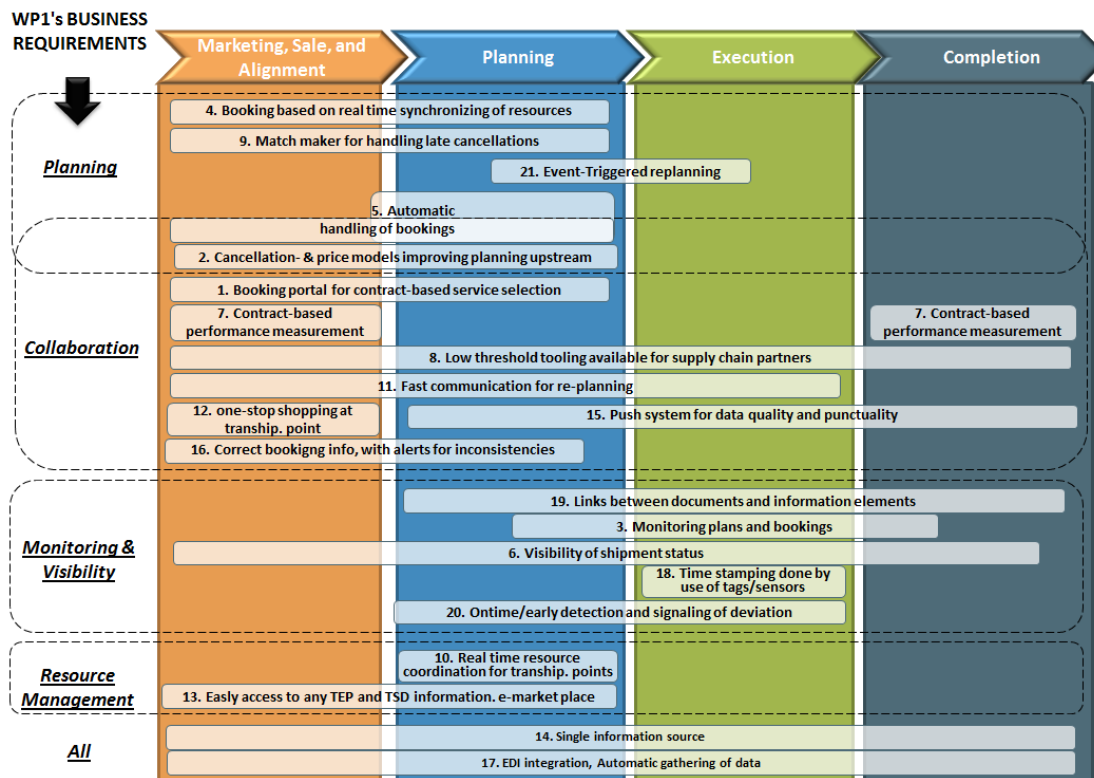 WP1's BUSINESS
REQUIREMENTS
Marketing, Sale, and
Alignment
Planning
Execution
Completion
Planning
4. Booking based on real time synchronizing of resources
9. Match maker for handling late cancellations
21. Event-Triggered replanning
5. Automatic
handling of bookings
2. Cancellation- & price models improving planning upstream
Collaboration
1. Booking portal for contract-based service selection
7. Contract-based
performance measurement
7. Contract-based
performance measurement
8. Low threshold tooling available for supply chain partners
11. Fast communication for re-planning
12. one-stop shopping at
tranship. point
15. Push system for data quality and punctuality
16. Correct bookigng info, with alerts for inconsistencies
Monitoring &
Visibility
19. Links between documents and information elements
3. Monitoring plans and bookings
6. Visibility of shipment status
18. Time stamping done by
use of tags/sensors
20. Ontime/early detection and signaling of deviation
Resource
Management
10. Real time resource
coordination for tranship. points
13. Easly access to any TEP and TSD information. e-market place
All
14. Single information source
17. EDI integration, Automatic gathering of data